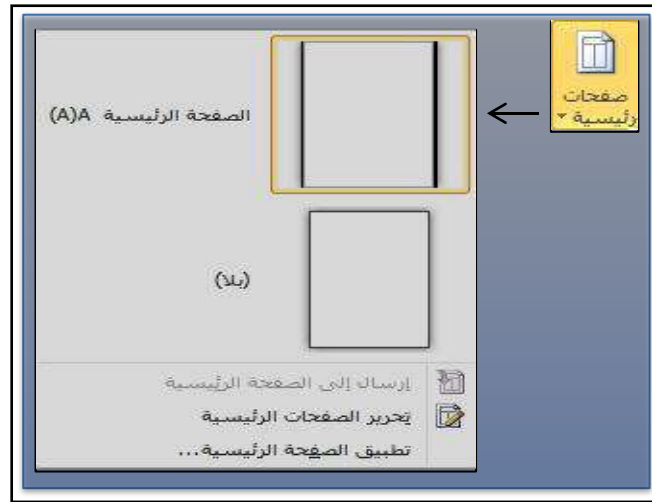 صفحات
رئيسية
الصفحة الرئيسية A(A)
(بلا)
إرسال إلى الصفحة الرئيسية
تحرير الصفحات الرئيسية
تطبيق الصفحة الرئيسية...